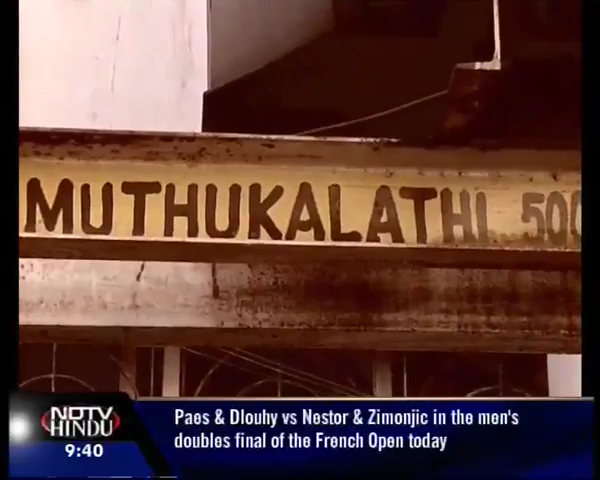 MUTHUKALATHI 500
NDTV
HINDU
9:40
Paes & Dlouhy vs Nestor & Zimonjic in the men's
doubles final of the French Open today